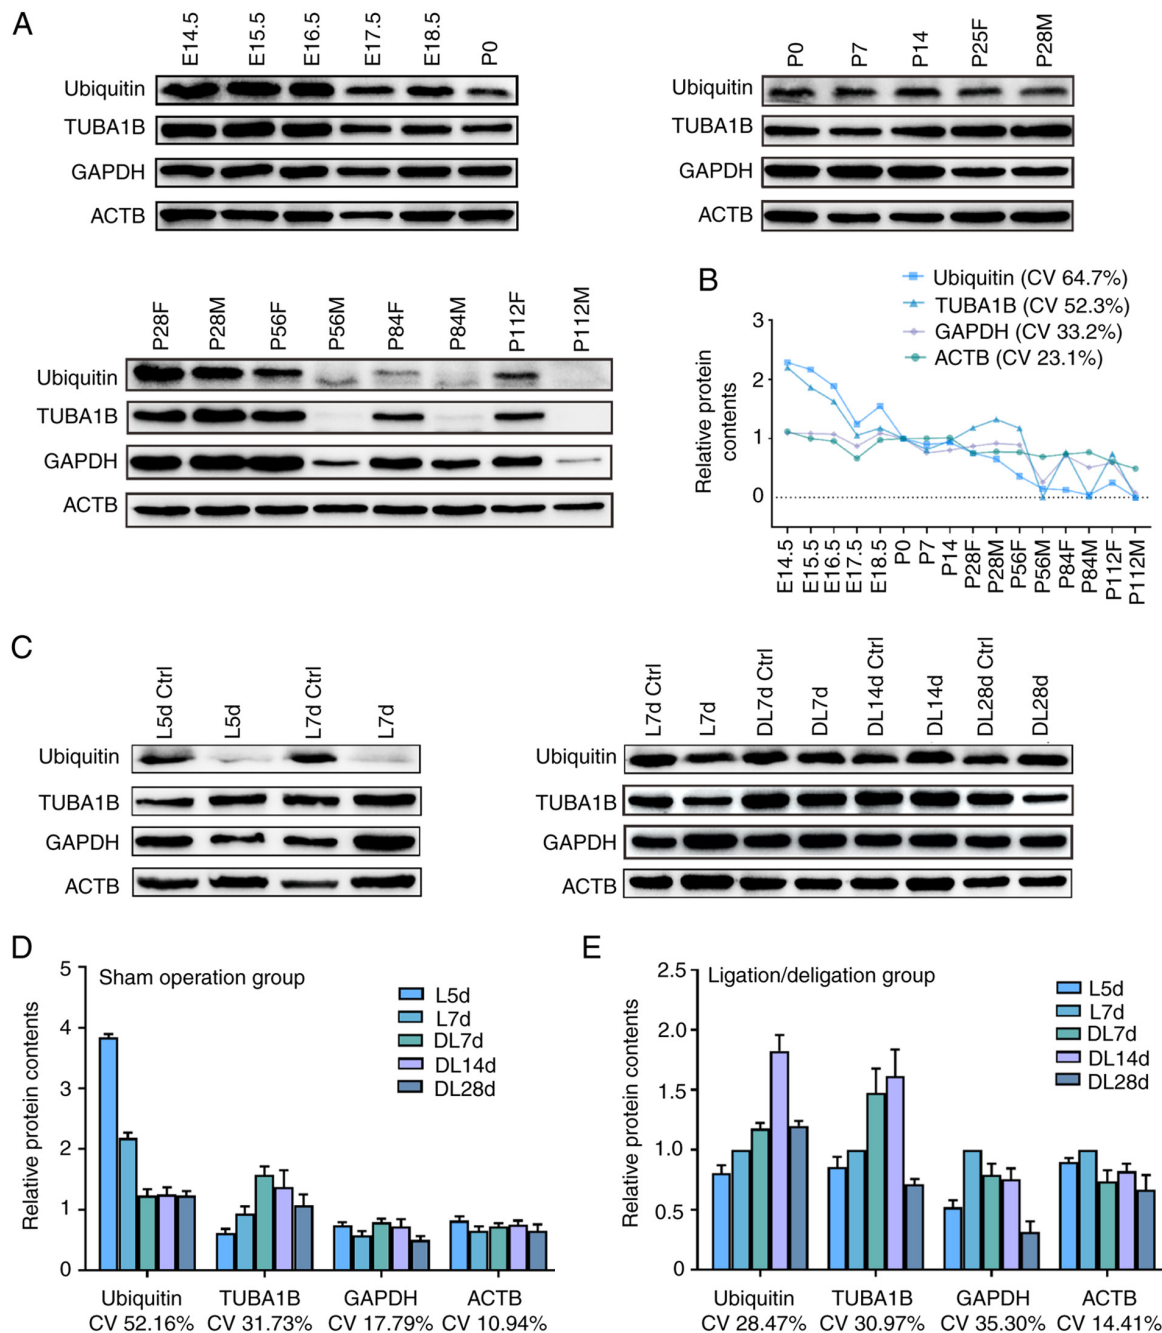 A
E14.5 E15.5 E16.5 E17.5 E18.5 P0
Ubiquitin
TUBA1B
GAPDH
ACTB
P0 P7 P14 P25F P28M
Ubiquitin
TUBA1B
GAPDH
ACTB
P28F P28M P56F P56M P84F P84M P112F P112M
Ubiquitin
TUBA1B
GAPDH
ACTB
B
Ubiquitin (CV 64.7%)
TUBA1B (CV 52.3%)
GAPDH (CV 33.2%)
ACTB (CV 23.1%)
Relative protein
contents
3
2
1
0
E14.5 E15.5 E16.5 E17.5 E18.5 P0 P7 P14 P28F P28M P56F P56M P84F P84M P112F P112M
C
L5d Ctrl L5d L7d Ctrl L7d
Ubiquitin
TUBA1B
GAPDH
ACTB
L7d Ctrl L7d DL7d Ctrl DL7d DL14d Ctrl DL14d DL28d Ctrl DL28d
Ubiquitin
TUBA1B
GAPDH
ACTB
D
Sham operation group
L5d
L7d
DL7d
DL14d
DL28d
Relative protein contents
5
4
3
2
1
0
Ubiquitin TUBA1B GAPDH ACTB
CV 52.16% CV 31.73% CV 17.79% CV 10.94%
E
Ligation/deligation group
L5d
L7d
DL7d
DL14d
DL28d
Relative protein contents
2.5
2.0
1.5
1.0
0.5
0
Ubiquitin TUBA1B GAPDH ACTB
CV 28.47% CV 30.97% CV 35.30% CV 14.41%